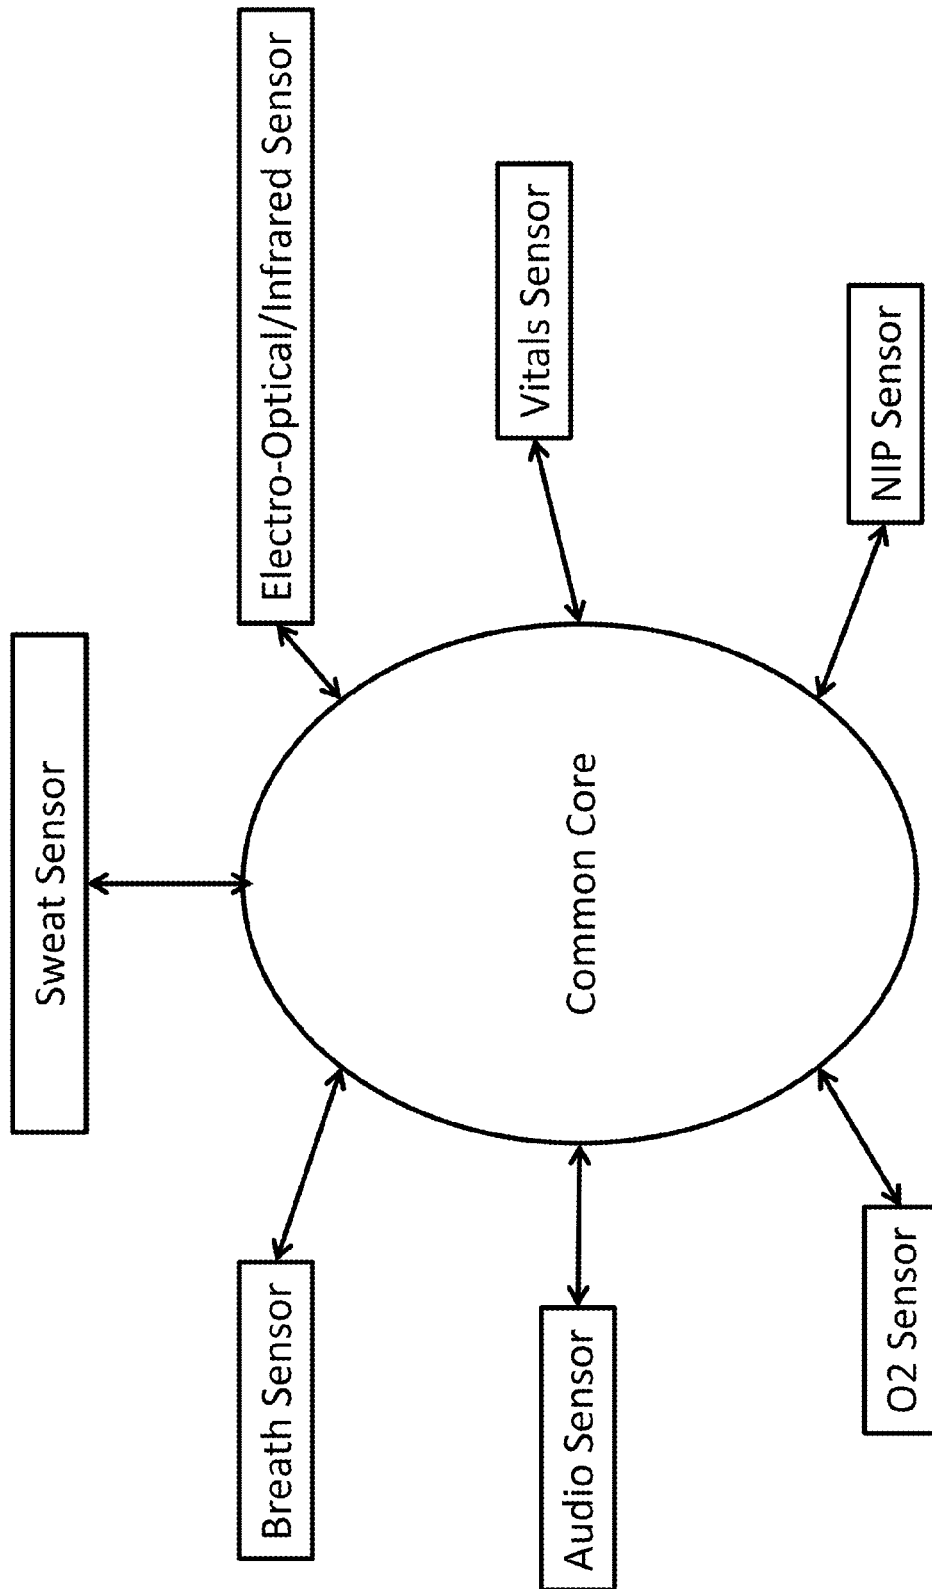 Sweat Sensor
Breath Sensor
Electro-Optical/Infrared Sensor
Audio Sensor
Common Core
Vitals Sensor
O2 Sensor
NIP Sensor